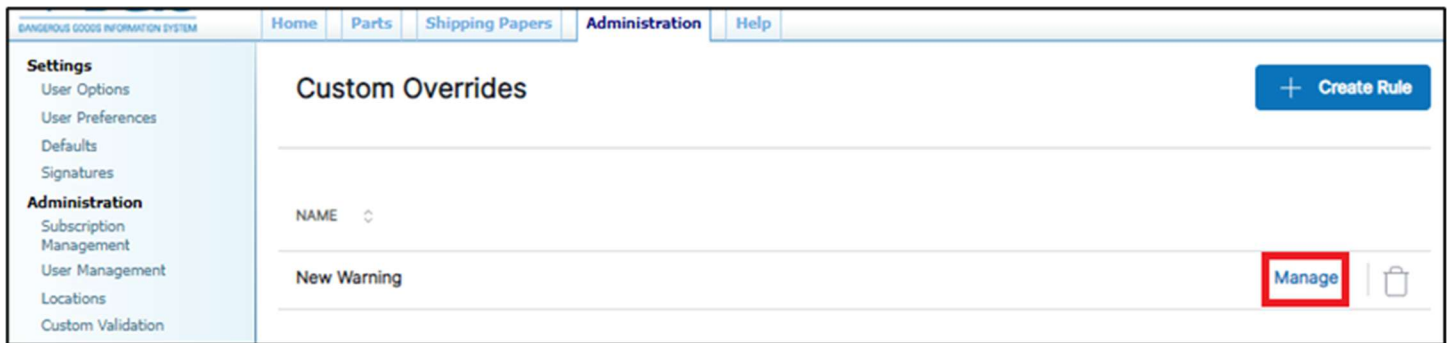 DANGEROUS GOODS INFORMATION SYSTEM
Home Parts Shipping Papers Administration Help
Settings
User Options
User Preferences
Defaults
Signatures
Administration
Subscription
Management
User Management
Locations
Custom Validation
Custom Overrides
+ Create Rule
NAME
New Warning
Manage